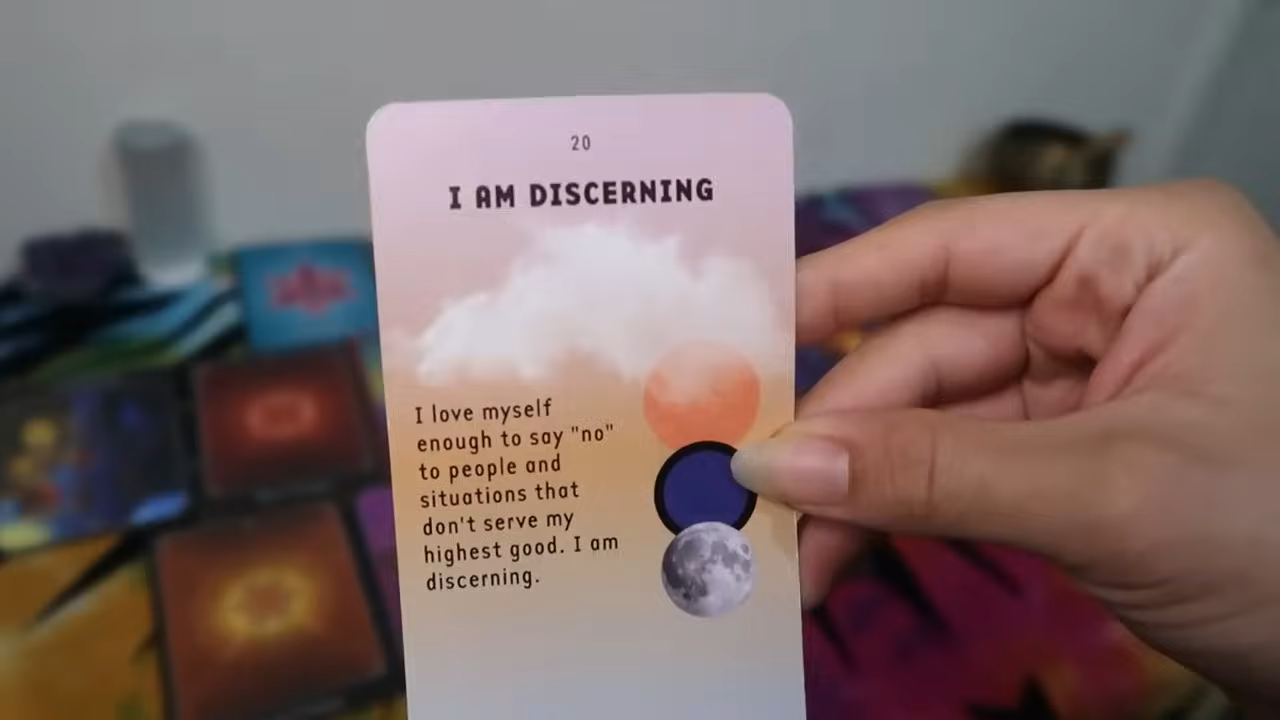 20
I AM DISCERNING
I love myself
enough to say "no"
to people and
situations that
don't serve my
highest good. I am
discerning.